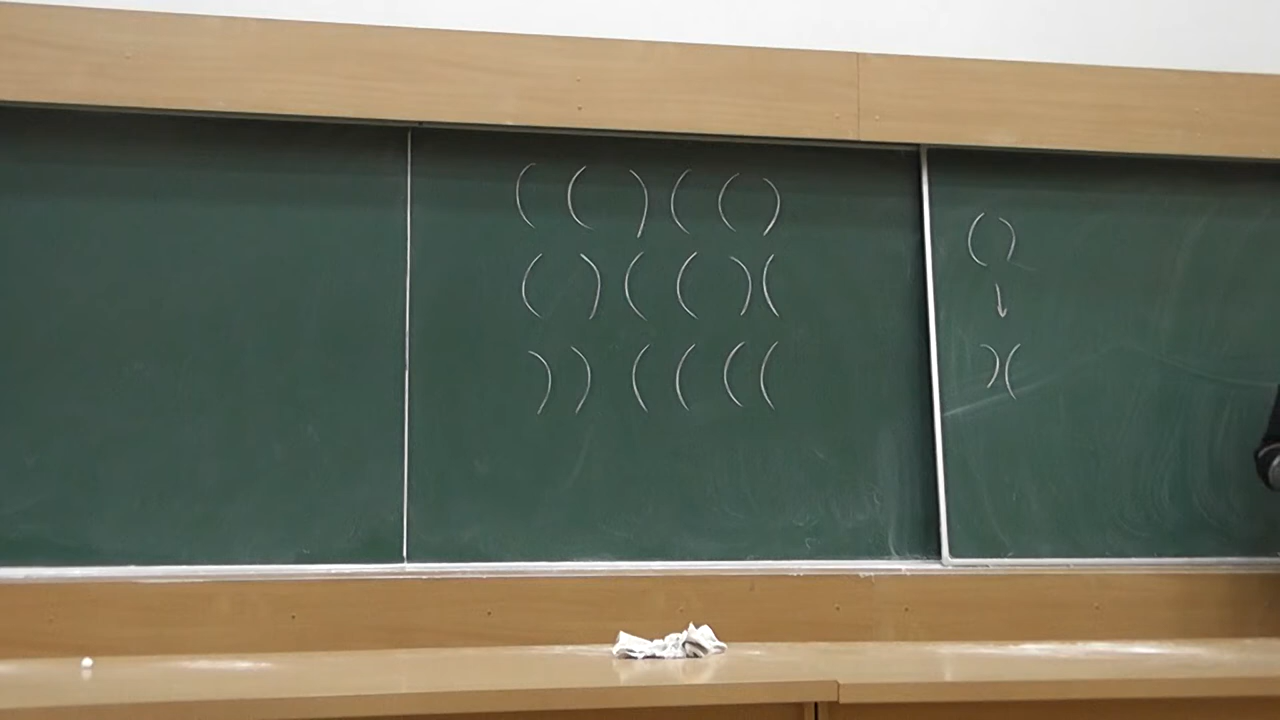 ( ( ) ( ( )
( ) ( ( ) (
) ) ( ( ( (
( )
↓
) (